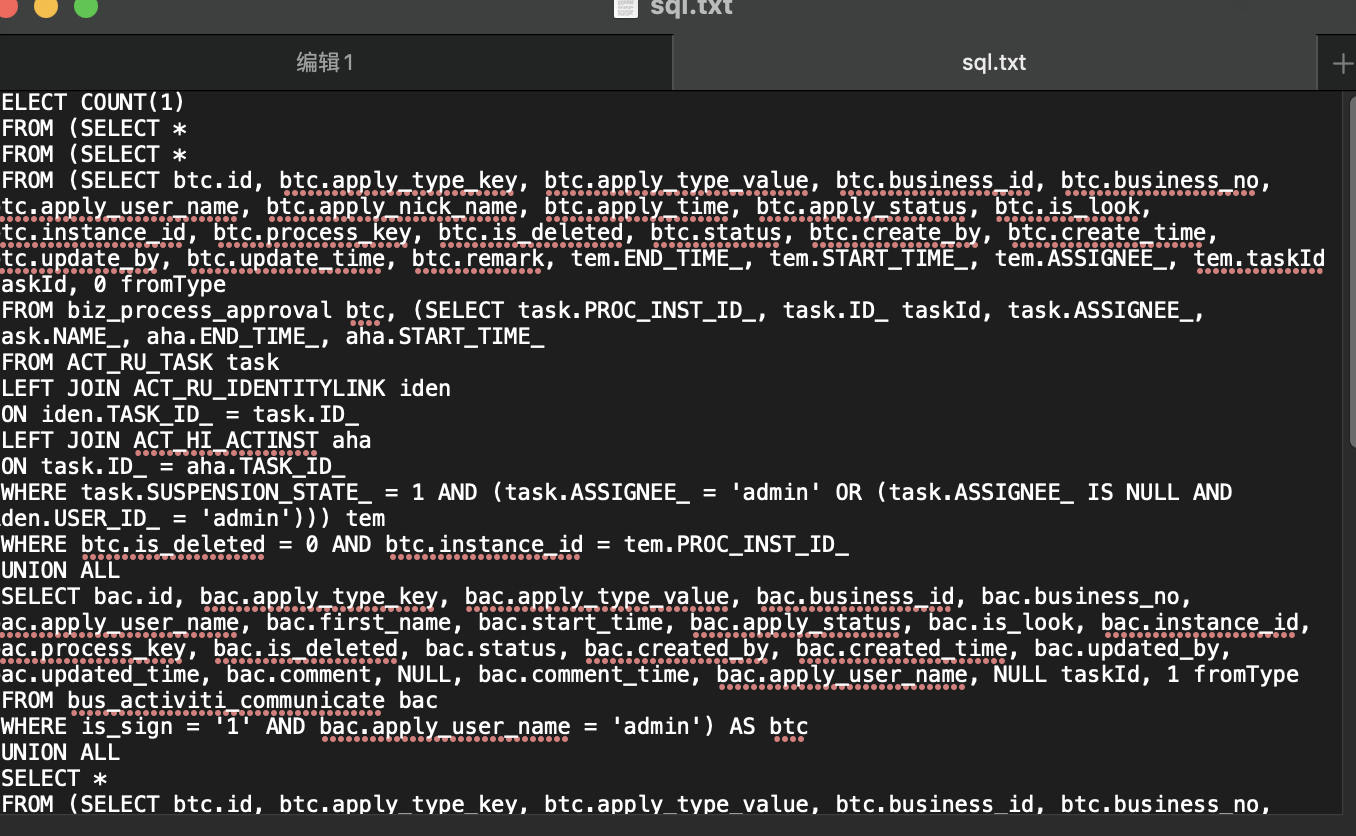 sql.txt
编辑1
sql.txt
ELECT COUNT(1)
FROM (SELECT *
FROM (SELECT *
FROM (SELECT btc.id, btc.apply_type_key, btc.apply_type_value, btc.business_id, btc.business_no,
tc.apply_user_name, btc.apply_nick_name, btc.apply_time, btc.apply_status, btc.is_look,
tc.instance_id, btc.process_key, btc.is_deleted, btc.status, btc.create_by, btc.create_time,
tc.update_by, btc.update_time, btc.remark, tem.END_TIME_, tem.START_TIME_, tem.ASSIGNEE_, tem.taskId
askId, 0 fromType
FROM biz_process_approval btc, (SELECT task.PROC_INST_ID_, task.ID_ taskId, task.ASSIGNEE_,
ask.NAME_, aha.END_TIME_, aha.START_TIME_
FROM ACT_RU_TASK task
LEFT JOIN ACT_RU_IDENTITYLINK iden
ON iden.TASK_ID_ = task.ID_
LEFT JOIN ACT_HI_ACTINST aha
ON task.ID_ = aha.TASK_ID_
WHERE task.SUSPENSION_STATE_ = 1 AND (task.ASSIGNEE_ = 'admin' OR (task.ASSIGNEE_ IS NULL AND
den.USER_ID_ = 'admin'))) tem
WHERE btc.is_deleted = 0 AND btc.instance_id = tem.PROC_INST_ID_
UNION ALL
SELECT bac.id, bac.apply_type_key, bac.apply_type_value, bac.business_id, bac.business_no,
ac.apply_user_name, bac.first_name, bac.start_time, bac.apply_status, bac.is_look, bac.instance_id,
ac.process_key, bac.is_deleted, bac.status, bac.created_by, bac.created_time, bac.updated_by,
ac.updated_time, bac.comment, NULL, bac.comment_time, bac.apply_user_name, NULL taskId, 1 fromType
FROM bus_activiti_communicate bac
WHERE is_sign = '1' AND bac.apply_user_name = 'admin') AS btc
UNION ALL
SELECT *
FROM (SELECT btc.id, btc.apply_type_key, btc.apply_type_value, btc.business_id, btc.business_no,